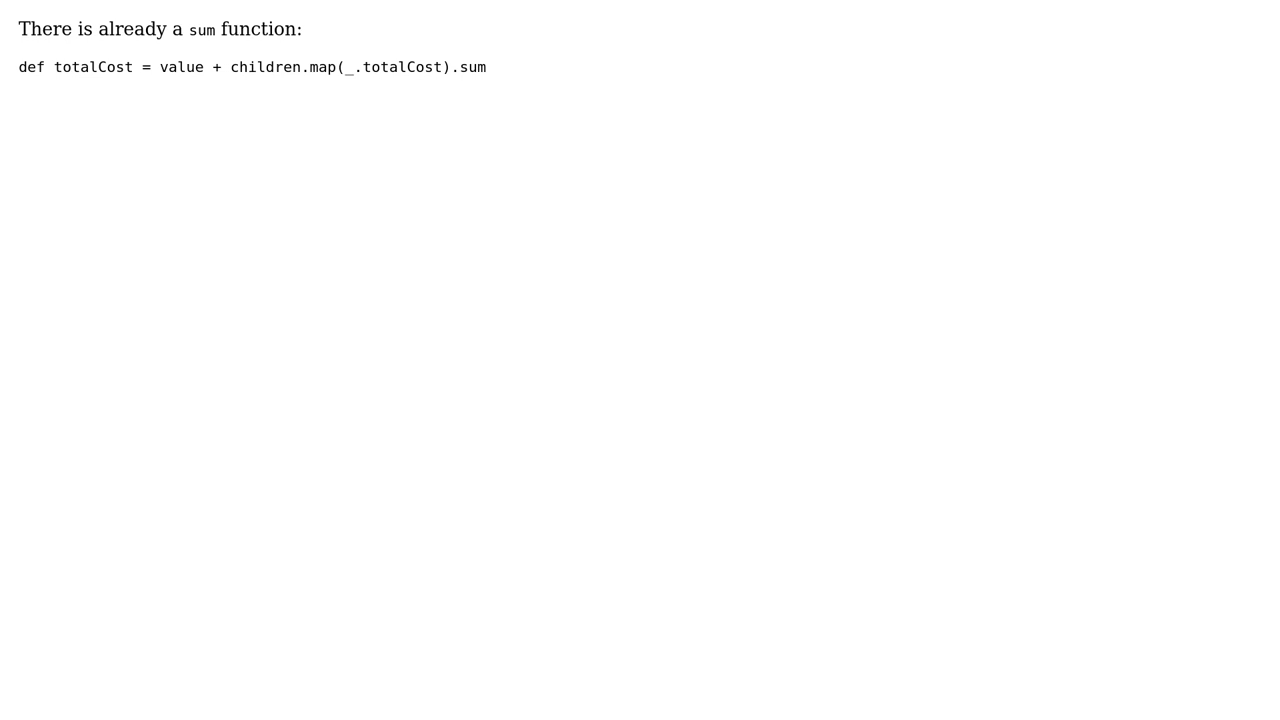 There is already a sum function:
def totalCost = value + children.map(_.totalCost).sum